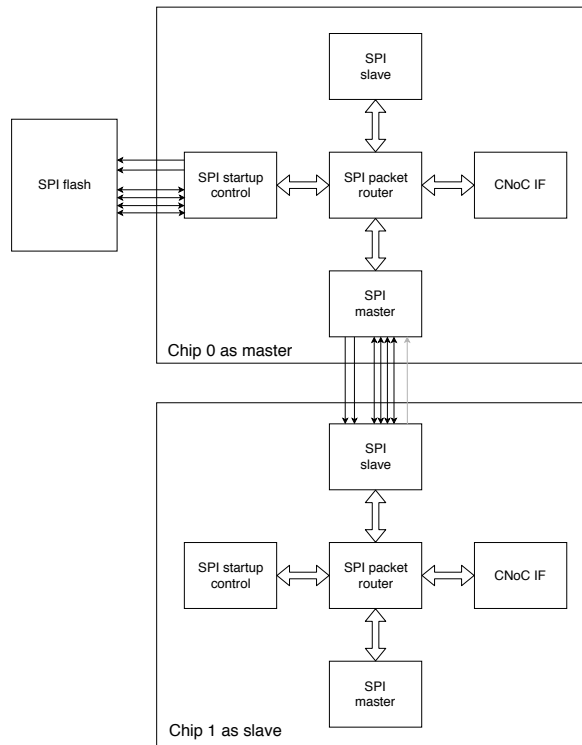 SPI
slave
SPI flash
SPI startup
control
SPI packet
router
CNoC IF
SPI
master
Chip 0 as master
SPI
slave
SPI startup
control
SPI packet
router
CNoC IF
SPI
master
Chip 1 as slave